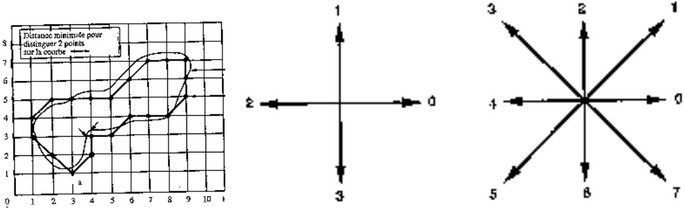 Distance minimale pour
distinguer 2 points
sur la courbe
8
7
6
5
4
3
2
1
0
1 2 3 4 5 6 7 8 9 10
a
1
2 0
3
3 2 1
4 0
5 6 7